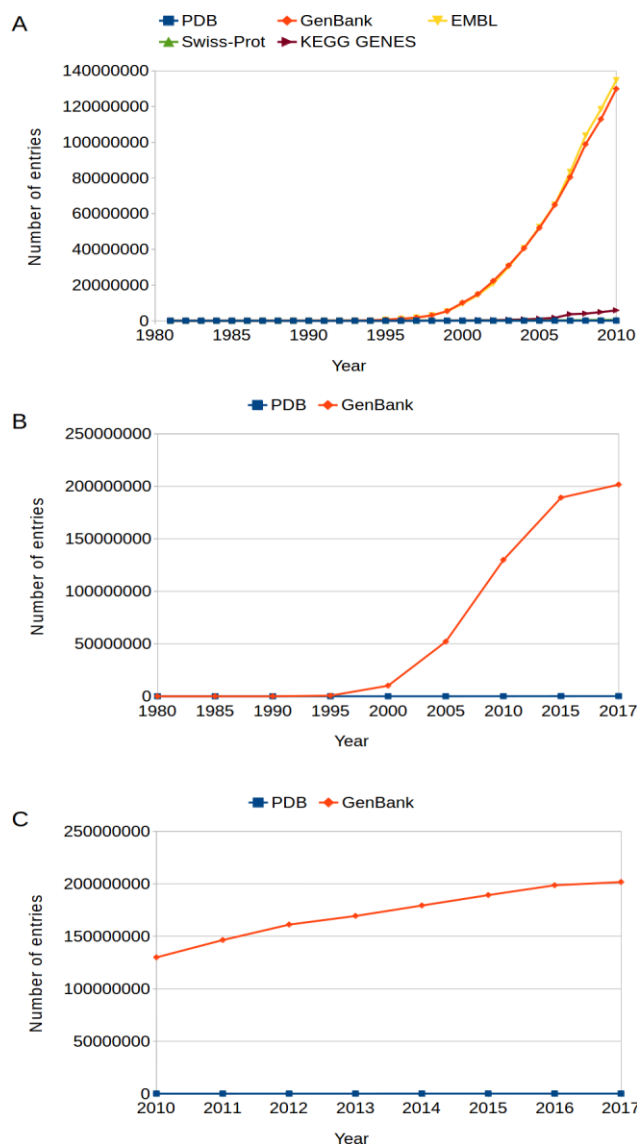 A
PDB GenBank EMBL
Swiss-Prot KEGG GENES
140000000
120000000
100000000
80000000
60000000
40000000
20000000
0
Number of entries
1980 1985 1990 1995 2000 2005 2010
Year
B
PDB GenBank
250000000
200000000
150000000
100000000
50000000
0
Number of entries
1980 1985 1990 1995 2000 2005 2010 2015 2017
Year
C
PDB GenBank
250000000
200000000
150000000
100000000
50000000
0
Number of entries
2010 2011 2012 2013 2014 2015 2016 2017
Year